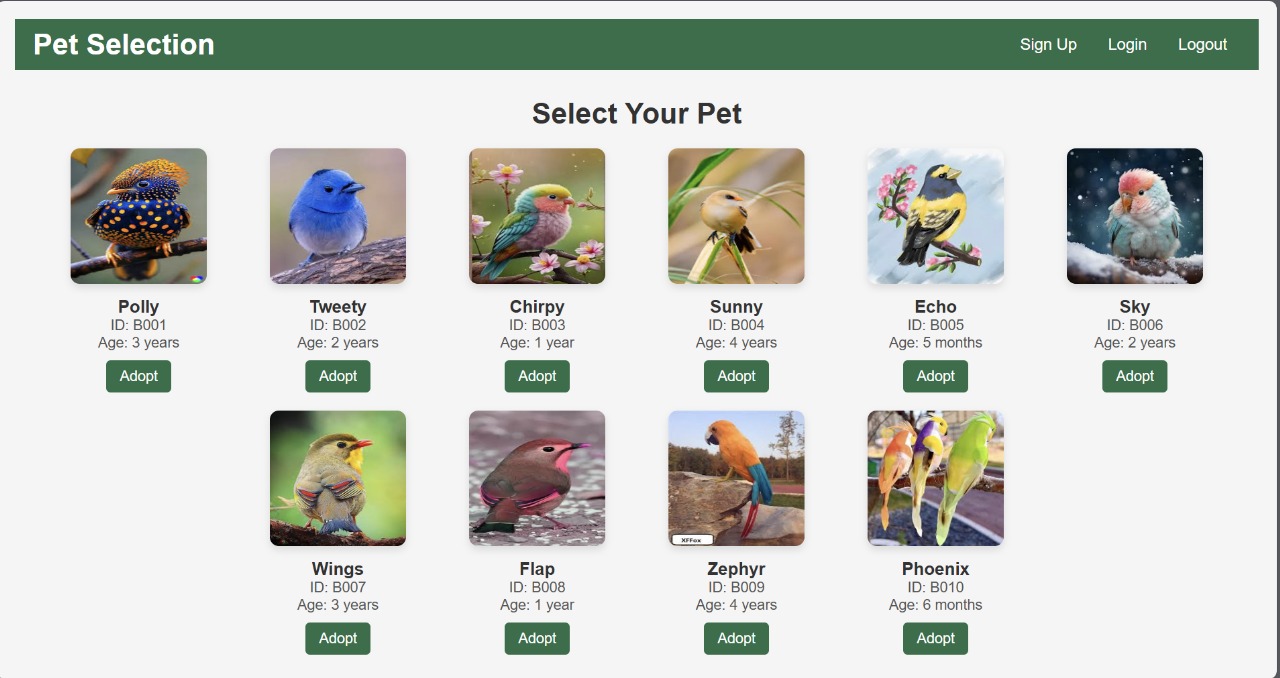 Pet Selection
Sign Up Login Logout
Select Your Pet
Polly
ID: B001
Age: 3 years
Adopt
Tweety
ID: B002
Age: 2 years
Adopt
Chirpy
ID: B003
Age: 1 year
Adopt
Sunny
ID: B004
Age: 4 years
Adopt
Echo
ID: B005
Age: 5 months
Adopt
Sky
ID: B006
Age: 2 years
Adopt
Wings
ID: B007
Age: 3 years
Adopt
Flap
ID: B008
Age: 1 year
Adopt
XFFox
Zephyr
ID: B009
Age: 4 years
Adopt
Phoenix
ID: B010
Age: 6 months
Adopt